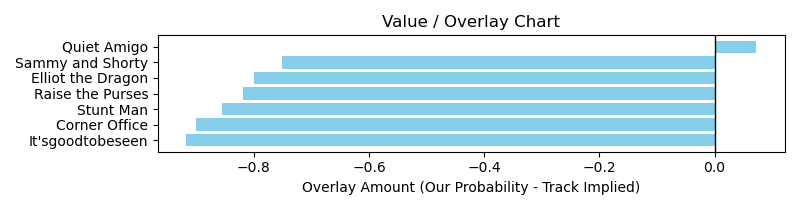 Value / Overlay Chart
Quiet Amigo
Sammy and Shorty
Elliot the Dragon
Raise the Purses
Stunt Man
Corner Office
It'sgoodtobeseen
−0.8 −0.6 −0.4 −0.2 0.0
Overlay Amount (Our Probability - Track Implied)